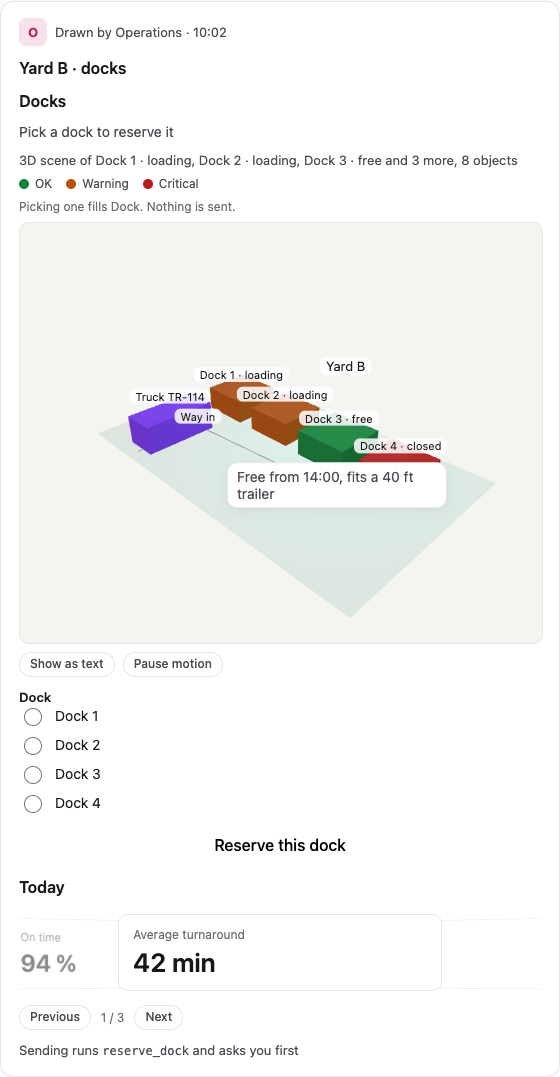 O Drawn by Operations · 10:02
Yard B · docks
Docks
Pick a dock to reserve it
3D scene of Dock 1 · loading, Dock 2 · loading, Dock 3 · free and 3 more, 8 objects
OK Warning Critical
Picking one fills Dock. Nothing is sent.
Yard B
Dock 1 · loading
Dock 2 · loading
Truck TR-114
Way in
Dock 3 · free
Dock 4 · closed
Free from 14:00, fits a 40 ft
trailer
Show as text Pause motion
Dock
Dock 1
Dock 2
Dock 3
Dock 4
Reserve this dock
Today
On time
94 %
Average turnaround
42 min
Previous 1 / 3 Next
Sending runs reserve_dock and asks you first